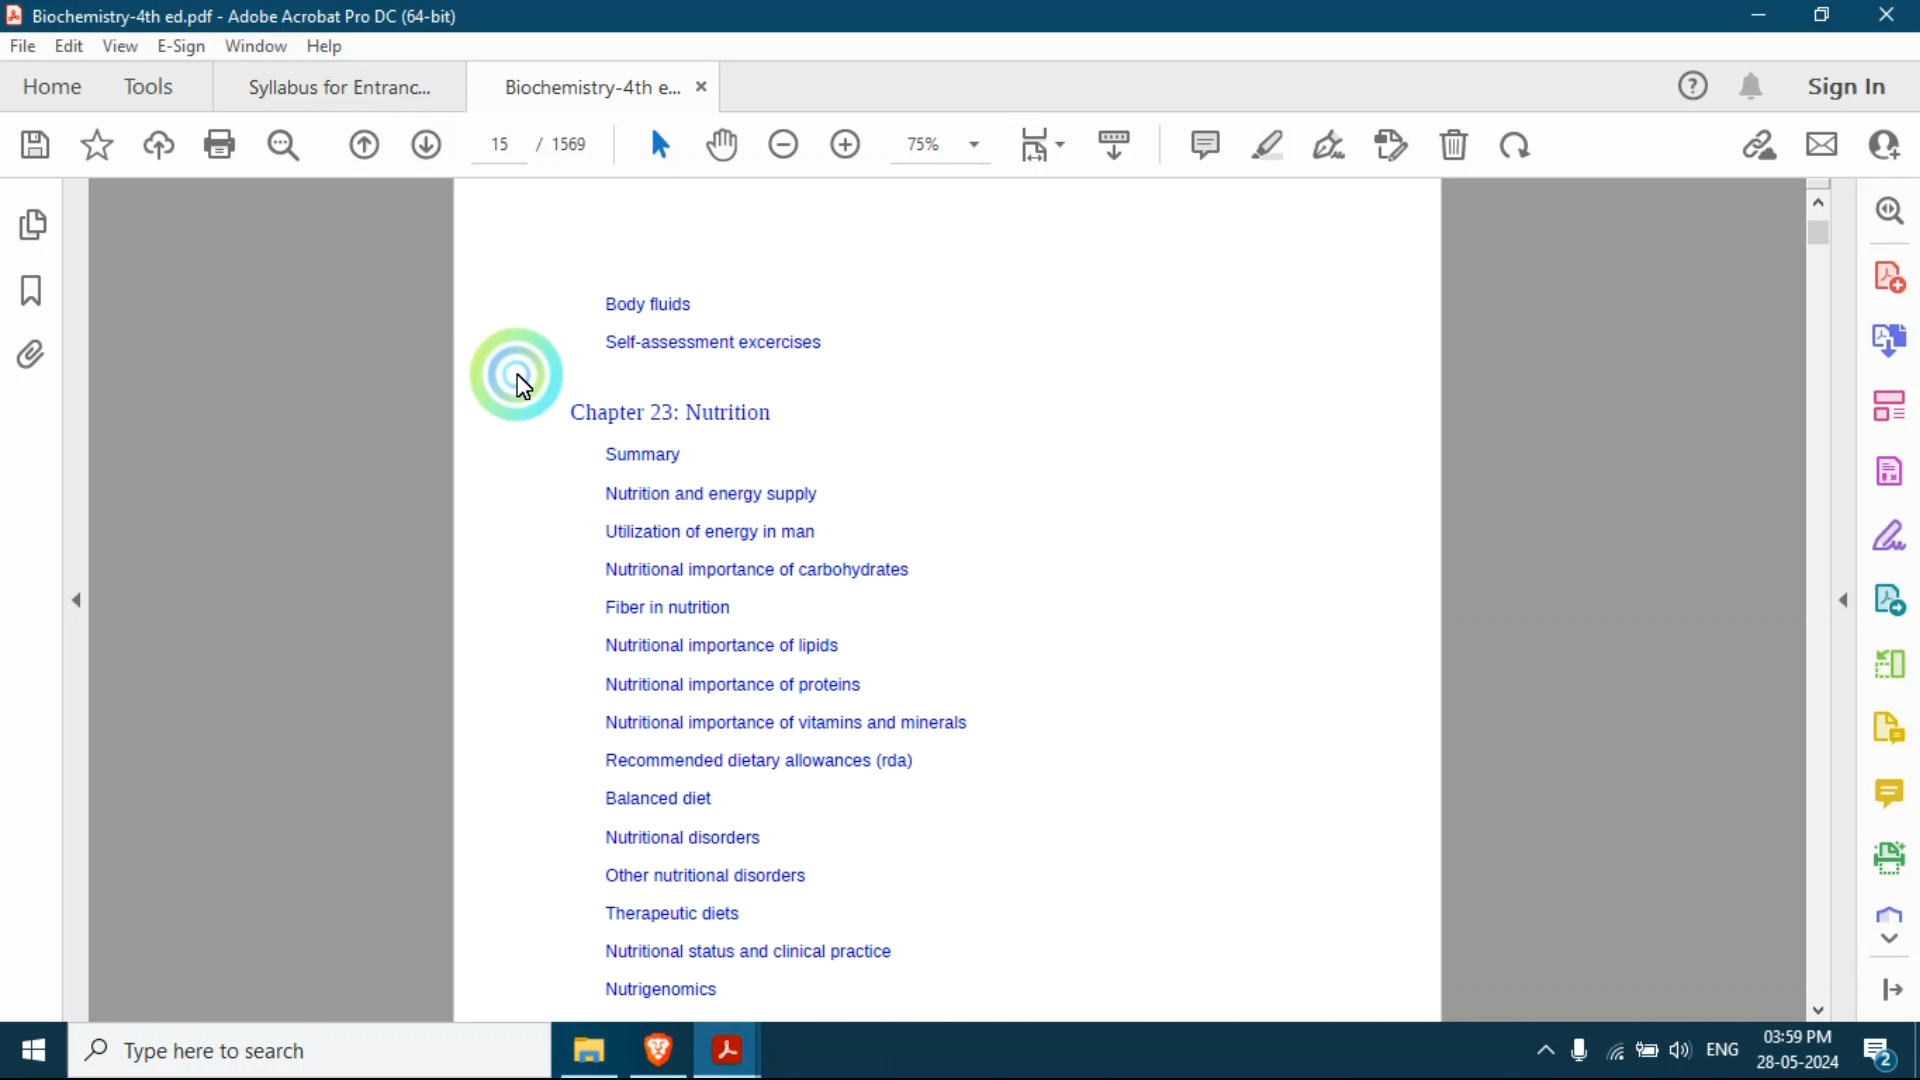 Biochemistry-4th ed.pdf - Adobe Acrobat Pro DC (64-bit)
File Edit View E-Sign Window Help
Home Tools Syllabus for Entranc... Biochemistry-4th e... Sign In
15 / 1569 75%
Body fluids
Self-assessment excercises
Chapter 23: Nutrition
Summary
Nutrition and energy supply
Utilization of energy in man
Nutritional importance of carbohydrates
Fiber in nutrition
Nutritional importance of lipids
Nutritional importance of proteins
Nutritional importance of vitamins and minerals
Recommended dietary allowances (rda)
Balanced diet
Nutritional disorders
Other nutritional disorders
Therapeutic diets
Nutritional status and clinical practice
Nutrigenomics
Type here to search
ENG
03:59 PM
28-05-2024
2